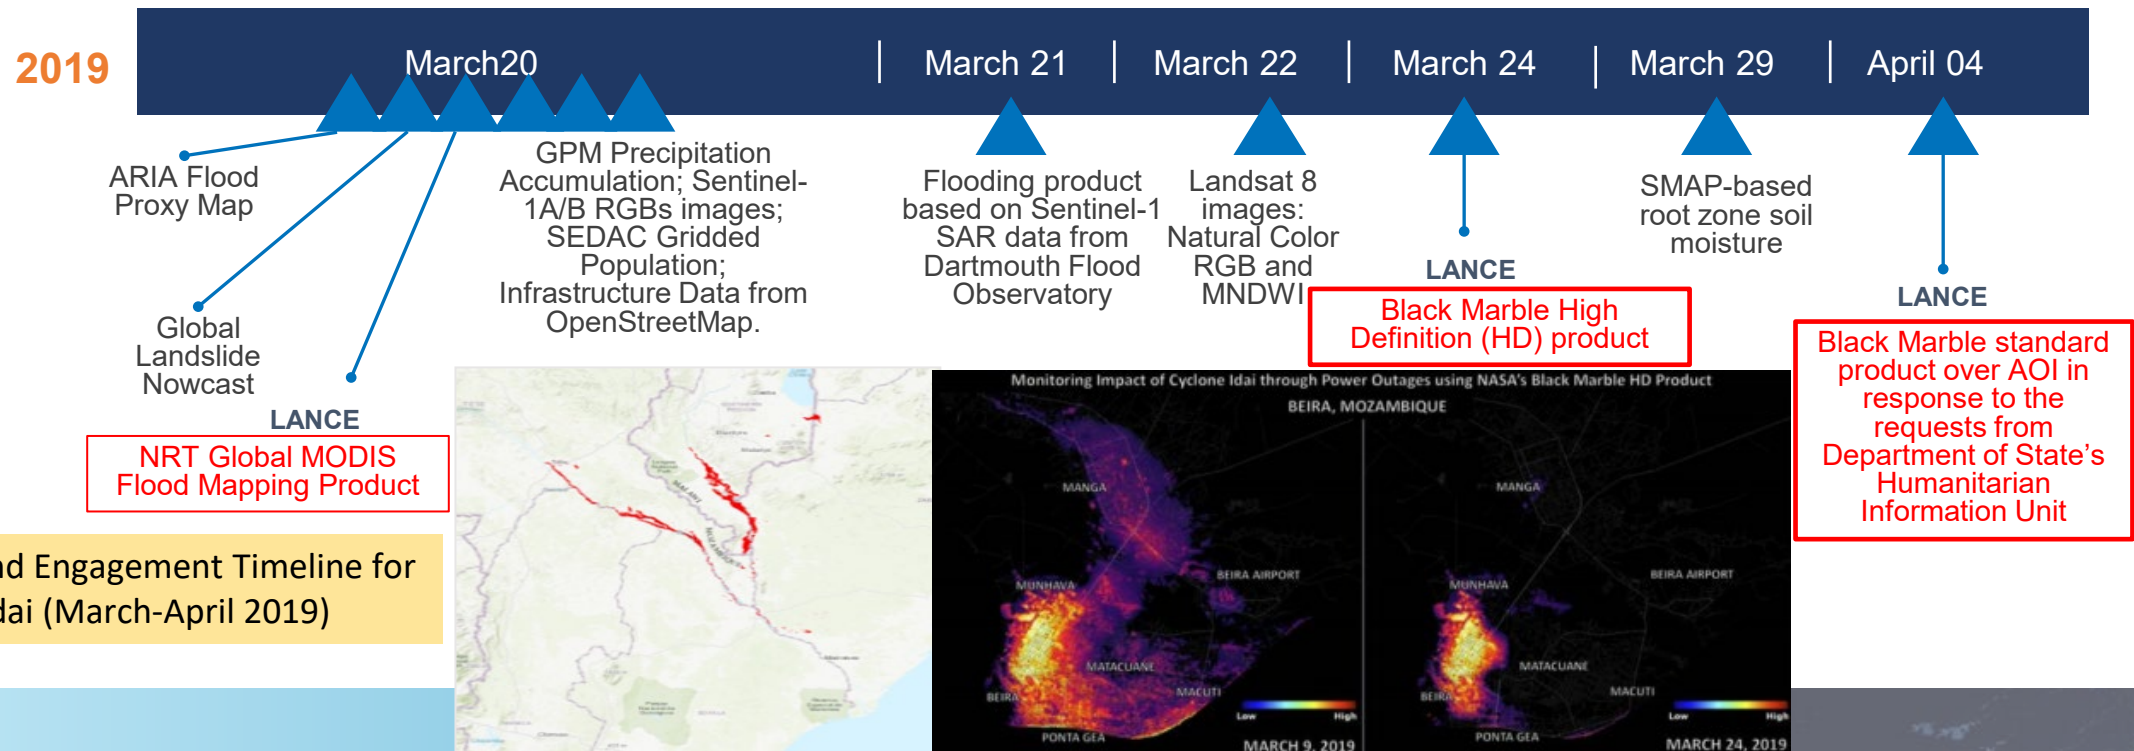 2019
March20
March 21
March 22
March 24
March 29
April 04
ARIA Flood
Proxy Map
Global
Landslide
Nowcast
LANCE
NRT Global MODIS
Flood Mapping Product
GPM Precipitation
Accumulation; Sentinel-
1A/B RGBs images;
SEDAC Gridded
Population;
Infrastructure Data from
OpenStreetMap.
Flooding product
based on Sentinel-1
SAR data from
Dartmouth Flood
Observatory
Landsat 8
images:
Natural Color
RGB and
MNDWI
LANCE
Black Marble High
Definition (HD) product
SMAP-based
root zone soil
moisture
LANCE
Black Marble standard
product over AOI in
response to the
requests from
Department of State's
Humanitarian
Information Unit
nd Engagement Timeline for
dai (March-April 2019)
MALAWI
MOZAMBIQUE
Monitoring Impact of Cyclone Idai through Power Outages using NASA's Black Marble HD Product
BEIRA, MOZAMBIQUE
MANGA
MUNHAVA
BEIRA AIRPORT
MATACUANE
MACUTI
BEIRA
PONTA GEA
Low
High
MARCH 9, 2019
MANGA
MUNHAVA
BEIRA AIRPORT
MATACUANE
MACUTI
BEIRA
PONTA GEA
Low
High
MARCH 24, 2019